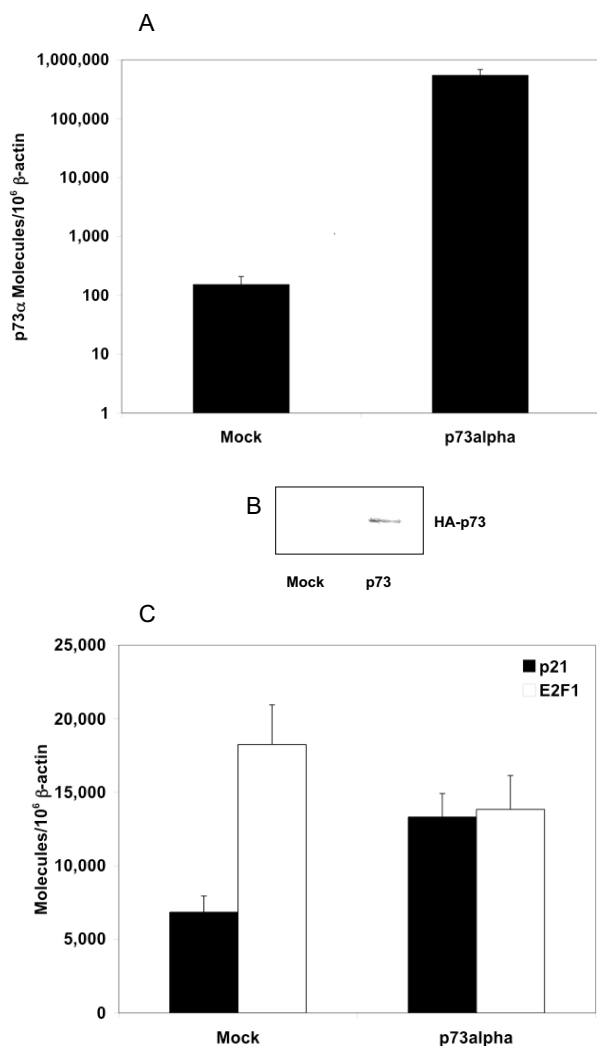 A
p73α Molecules/10⁶ β-actin
1,000,000
100,000
10,000
1,000
100
10
1
Mock p73alpha
B
HA-p73
Mock p73
C
Molecules/10⁶ β-actin
25,000
20,000
15,000
10,000
5,000
0
p21
E2F1
Mock p73alpha